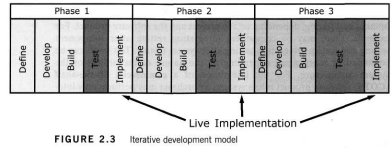 Phase 1 Phase 2 Phase 3
Define Develop Build Test Implement Define Develop Build Test Implement Define Develop Build Test Implement
Live Implementation
FIGURE 2.3 Iterative development model